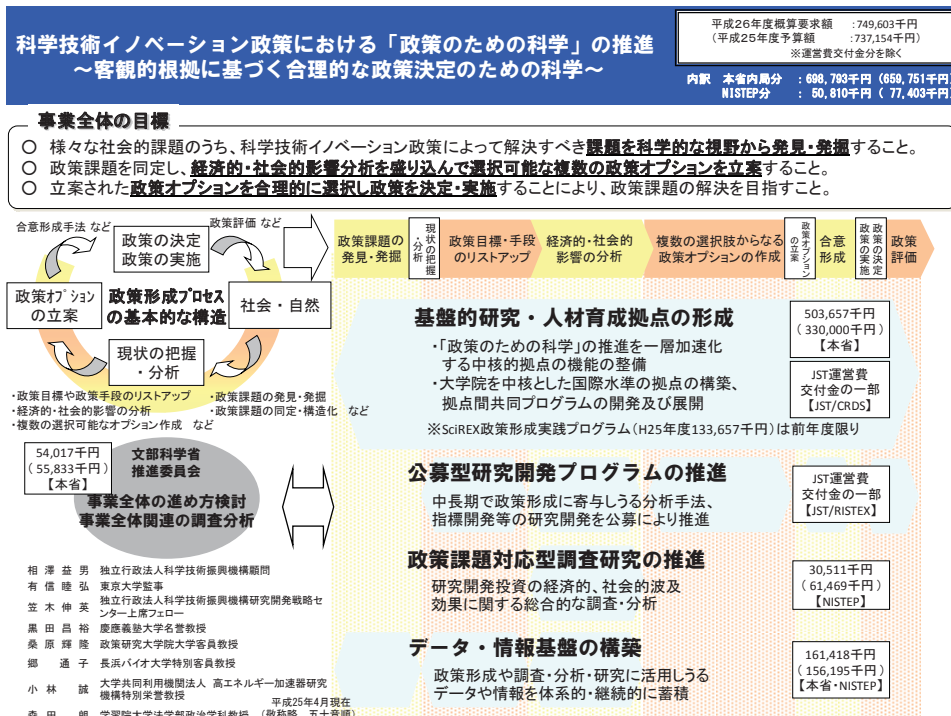 科学技術イノベーション政策における「政策のための科学」の推進
～客観的根拠に基づく合理的な政策決定のための科学～
平成26年度概算要求額　:749,603千円
(平成25年度予算額　:737,154千円)
※運営費交付金分を除く
内訳 本省内局分 : 698,793千円 (659,751千円)
NISTEP分 : 50,810千円 ( 77,403千円)
事業全体の目標
○ 様々な社会的課題のうち、科学技術イノベーション政策によって解決すべき課題を科学的な視野から発見・発掘すること。
○ 政策課題を同定し、経済的・社会的影響分析を盛り込んで選択可能な複数の政策オプションを立案すること。
○ 立案された政策オプションを合理的に選択し政策を決定・実施することにより、政策課題の解決を目指すこと。
合意形成手法 など
政策評価 など
政策の決定
政策の実施
政策オプション
の立案
政策形成プロセス
の基本的な構造
社会・自然
現状の把握
・分析
・政策目標や政策手段のリストアップ
・経済的・社会的影響の分析
・複数の選択可能なオプション作成 など
・政策課題の発見・発掘
・政策課題の同定・構造化 など
政策課題の
発見・発掘
現状の把握
・分析
政策目標・手段
のリストアップ
経済的・社会的
影響の分析
複数の選択肢からなる
政策オプションの作成
政策オプション
の立案
合意
形成
政策の決定
政策の実施
政策
評価
基盤的研究・人材育成拠点の形成
・「政策のための科学」の推進を一層加速化
する中核的拠点の機能の整備
・大学院を中核とした国際水準の拠点の構築、
拠点間共同プログラムの開発及び展開
※SciREX政策形成実践プログラム(H25年度133,657千円)は前年度限り
503,657千円
(330,000千円)
【本省】
JST運営費
交付金の一部
【JST/CRDS】
54,017千円
(55,833千円)
【本省】
文部科学省
推進委員会
事業全体の進め方検討
事業全体関連の調査分析
公募型研究開発プログラムの推進
中長期で政策形成に寄与しうる分析手法、
指標開発等の研究開発を公募により推進
JST運営費
交付金の一部
【JST/RISTEX】
政策課題対応型調査研究の推進
研究開発投資の経済的、社会的波及
効果に関する総合的な調査・分析
30,511千円
(61,469千円)
【NISTEP】
データ・情報基盤の構築
政策形成や調査・分析・研究に活用しうる
データや情報を体系的・継続的に蓄積
161,418千円
(156,195千円)
【本省・NISTEP】
相澤益男 独立行政法人科学技術振興機構顧問
有信睦弘 東京大学監事
笠木伸英 独立行政法人科学技術振興機構研究開発戦略セ
ンター上席フェロー
黒田昌裕 慶應義塾大学名誉教授
桑原輝隆 政策研究大学院大学客員教授
郷 通子 長浜バイオ大学特別客員教授
小林 誠 大学共同利用機関法人 高エネルギー加速器研究
機構特別栄誉教授
平成25年4月現在
森田 朗 学習院大学法学部政治学科教授 (敬称略、五十音順)